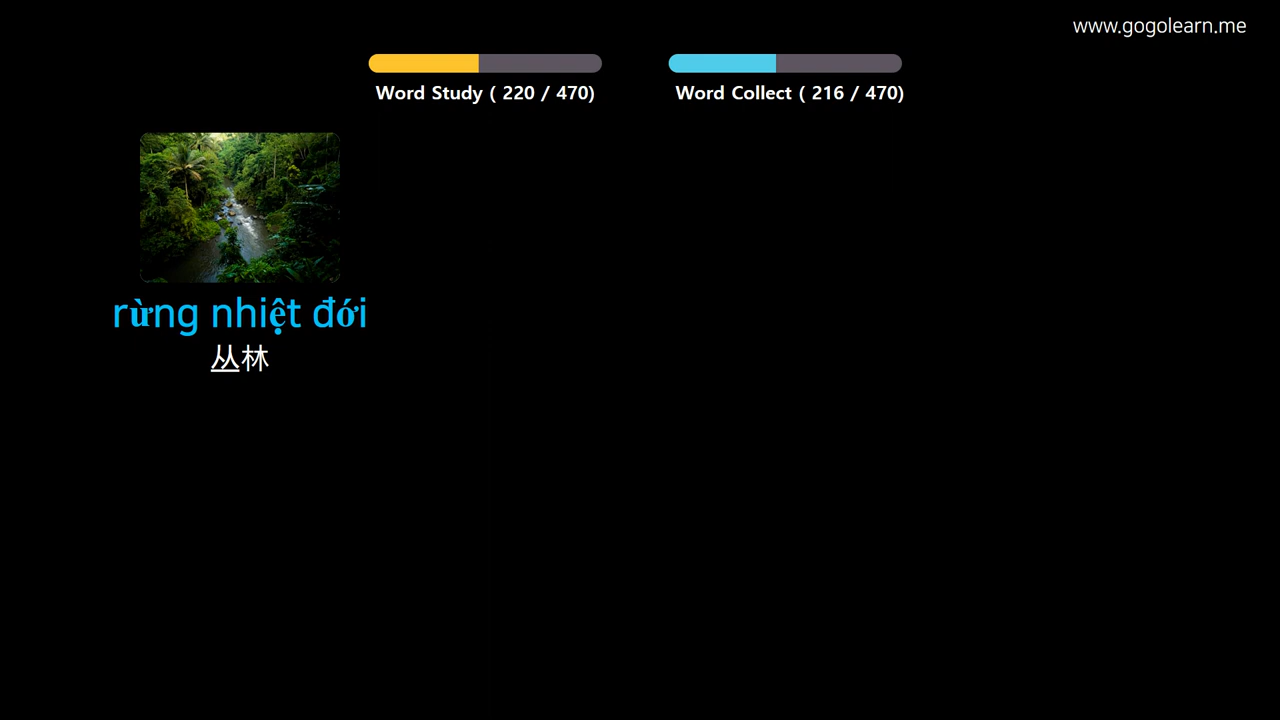 www.gogolearn.me
Word Study ( 220 / 470)
Word Collect ( 216 / 470)
rừng nhiệt đới
丛林